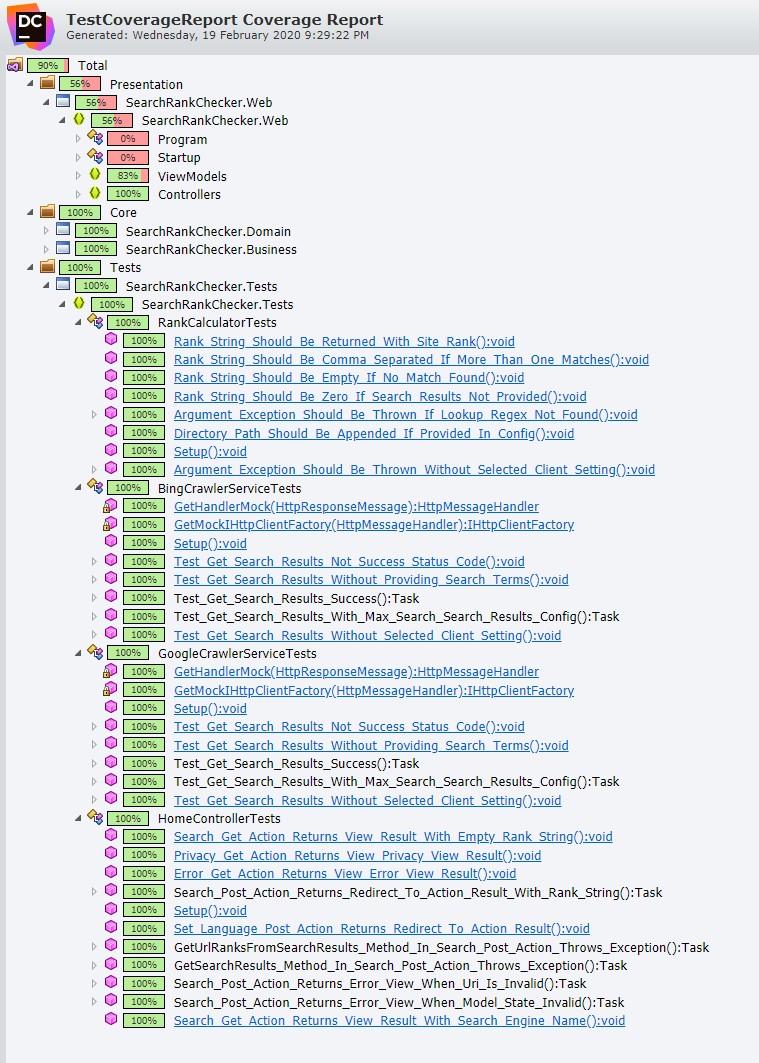 DC
TestCoverageReport Coverage Report
Generated: Wednesday, 19 February 2020 9:29:22 PM
90% Total
56% Presentation
56% SearchRankChecker.Web
56% SearchRankChecker.Web
0% Program
0% Startup
83% ViewModels
100% Controllers
100% Core
100% SearchRankChecker.Domain
100% SearchRankChecker.Business
100% Tests
100% SearchRankChecker.Tests
100% SearchRankChecker.Tests
100% RankCalculatorTests
100% Rank_String_Should_Be_Returned_With_Site_Rank():void
100% Rank_String_Should_Be_Comma_Separated_If_More_Than_One_Matches():void
100% Rank_String_Should_Be_Empty_If_No_Match_Found():void
100% Rank_String_Should_Be_Zero_If_Search_Results_Not_Provided():void
100% Argument_Exception_Should_Be_Thrown_If_Lookup_Regex_Not_Found():void
100% Directory_Path_Should_Be_Appended_If_Provided_In_Config():void
100% Setup():void
100% Argument_Exception_Should_Be_Thrown_Without_Selected_Client_Setting():void
100% BingCrawlerServiceTests
100% GetHandlerMock(HttpResponseMessage):HttpMessageHandler
100% GetMockIHttpClientFactory(HttpMessageHandler):IHttpClientFactory
100% Setup():void
100% Test_Get_Search_Results_Not_Success_Status_Code():void
100% Test_Get_Search_Results_Without_Providing_Search_Terms():void
100% Test_Get_Search_Results_Success():Task
100% Test_Get_Search_Results_With_Max_Search_Search_Results_Config():Task
100% Test_Get_Search_Results_Without_Selected_Client_Setting():void
100% GoogleCrawlerServiceTests
100% GetHandlerMock(HttpResponseMessage):HttpMessageHandler
100% GetMockIHttpClientFactory(HttpMessageHandler):IHttpClientFactory
100% Setup():void
100% Test_Get_Search_Results_Not_Success_Status_Code():void
100% Test_Get_Search_Results_Without_Providing_Search_Terms():void
100% Test_Get_Search_Results_Success():Task
100% Test_Get_Search_Results_With_Max_Search_Search_Results_Config():Task
100% Test_Get_Search_Results_Without_Selected_Client_Setting():void
100% HomeControllerTests
100% Search_Get_Action_Returns_View_Result_With_Empty_Rank_String():void
100% Privacy_Get_Action_Returns_View_Privacy_View_Result():void
100% Error_Get_Action_Returns_View_Error_View_Result():void
100% Search_Post_Action_Returns_Redirect_To_Action_Result_With_Rank_String():Task
100% Setup():void
100% Set_Language_Post_Action_Returns_Redirect_To_Action_Result():void
100% GetUrlRanksFromSearchResults_Method_In_Search_Post_Action_Throws_Exception():Task
100% GetSearchResults_Method_In_Search_Post_Action_Throws_Exception():Task
100% Search_Post_Action_Returns_Error_View_When_Uri_Is_Invalid():Task
100% Search_Post_Action_Returns_Error_View_When_Model_State_Invalid():Task
100% Search_Get_Action_Returns_View_Result_With_Search_Engine_Name():void